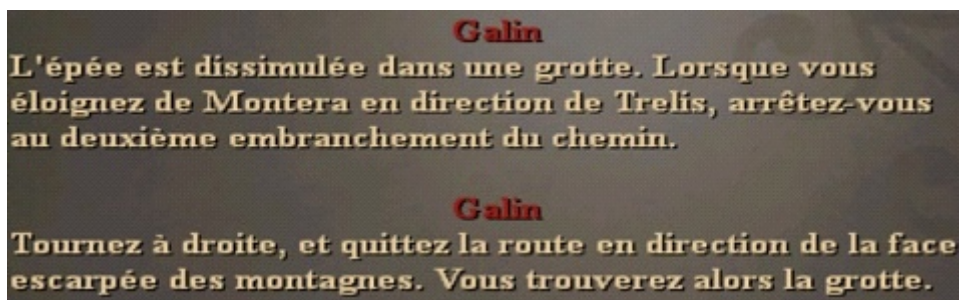 Galin
L'épée est dissimulée dans une grotte. Lorsque vous
éloignez de Montera en direction de Trelis, arrêtez-vous
au deuxième embranchement du chemin.
Galin
Tournez à droite, et quittez la route en direction de la face
escarpée des montagnes. Vous trouverez alors la grotte.